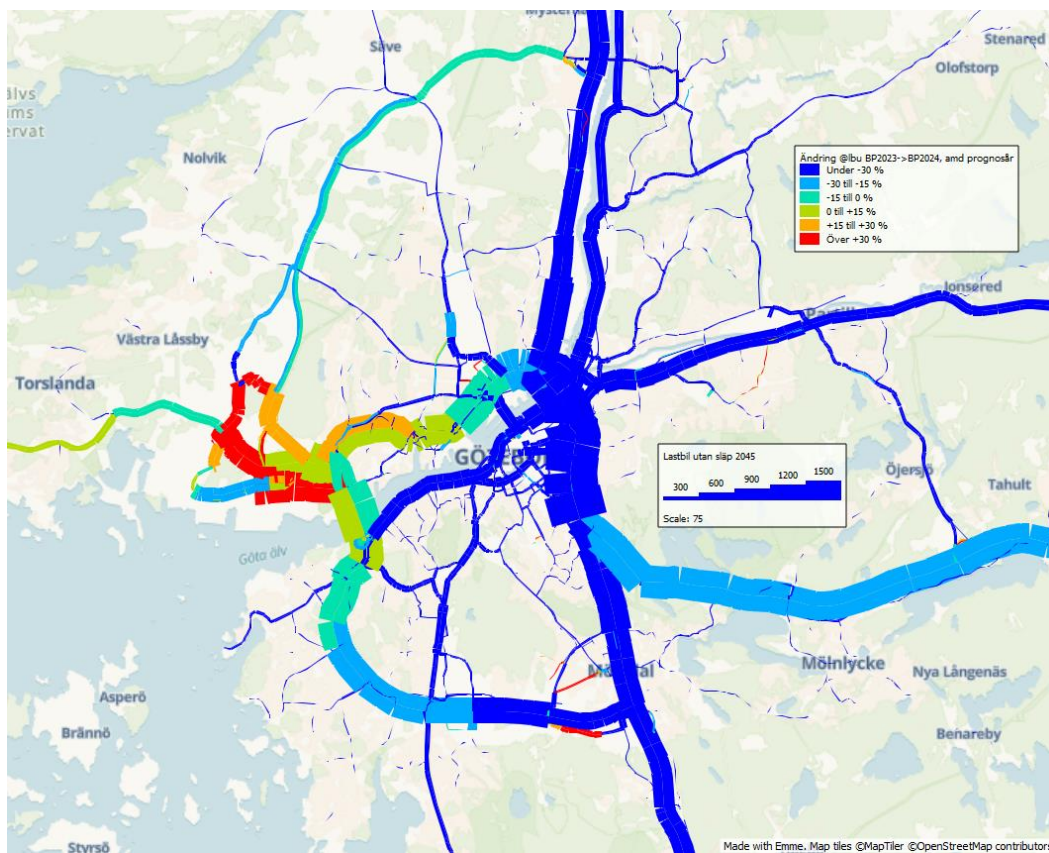 Stenared
Säve
Olofstorp
älvs
ims
ervat
Nolvik
Ändring @lbu BP2023->BP2024, amd prognosår
Under -30 %
-30 till -15 %
-15 till 0 %
0 till +15 %
+15 till +30 %
Över +30 %
Jonsered
Västra Låssby
Torslanda
Lastbil utan släp 2045
300 600 900 1200 1500
Scale: 75
Öjersjö
Tahult
Göta älv
Mölnlycke
Nya Långenäs
Asperö
Brännö
Benareby
Styrsö
Made with Emme. Map tiles ©MapTiler ©OpenStreetMap contributors